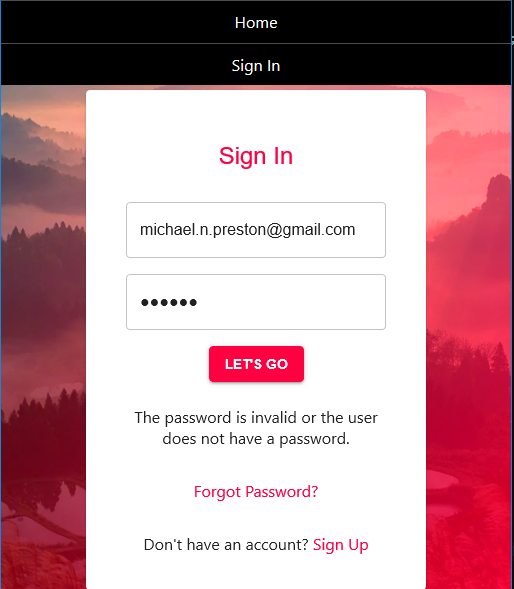 Home
Sign In
Sign In
michael.n.preston@gmail.com
●●●●●●
LET'S GO
The password is invalid or the user
does not have a password.
Forgot Password?
Don't have an account? Sign Up